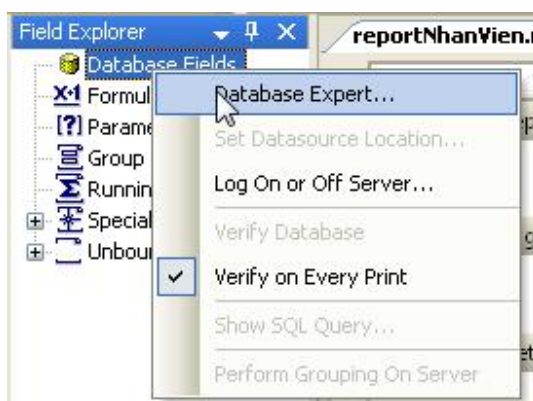 Field Explorer
reportNhanVien.
Database Fields
X+1 Formul
Database Expert...
[?] Parame
Set Datasource Location...
Group
Runnin
Log On or Off Server...
Special
Verify Database
Unbou
Verify on Every Print
Show SQL Query...
Perform Grouping On Server